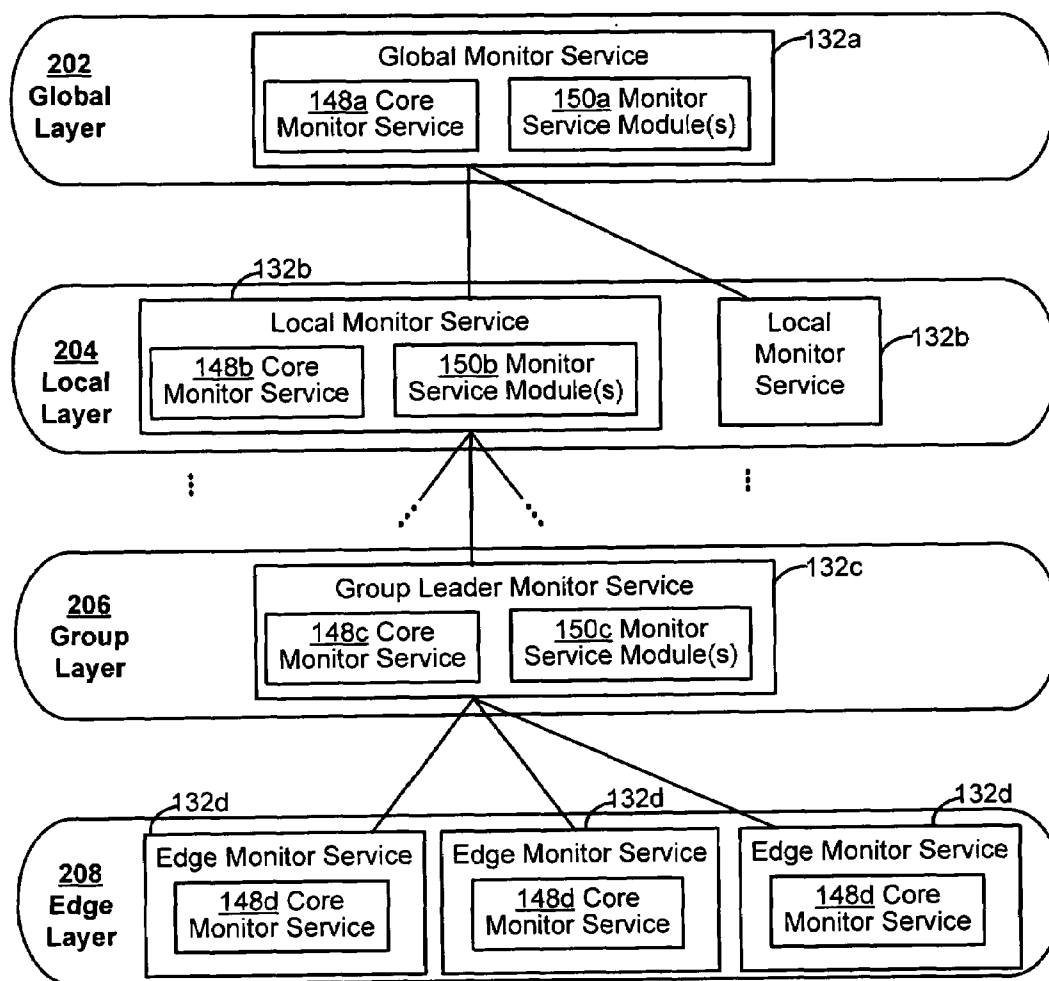 132a
Global Monitor Service
202
Global
Layer
148a Core
Monitor Service
150a Monitor
Service Module(s)
132b
Local Monitor Service
204
Local
Layer
148b Core
Monitor Service
150b Monitor
Service Module(s)
Local
Monitor
Service
132b
132c
Group Leader Monitor Service
206
Group
Layer
148c Core
Monitor Service
150c Monitor
Service Module(s)
132d
132d
132d
208
Edge
Layer
Edge Monitor Service
148d Core
Monitor Service
Edge Monitor Service
148d Core
Monitor Service
Edge Monitor Service
148d Core
Monitor Service